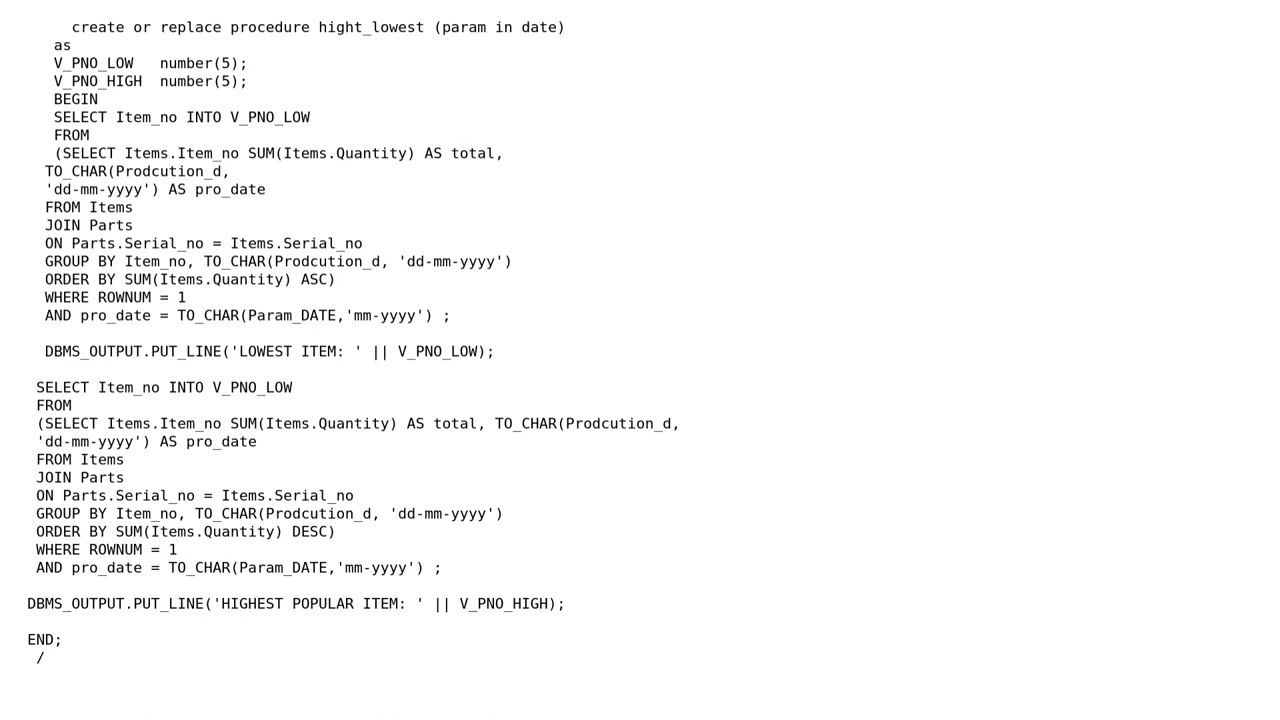 create or replace procedure hight_lowest (param in date)
as
V_PNO_LOW   number(5);
V_PNO_HIGH  number(5);
BEGIN
SELECT Item_no INTO V_PNO_LOW
FROM
(SELECT Items.Item_no SUM(Items.Quantity) AS total,
TO_CHAR(Prodcution_d,
'dd-mm-yyyy') AS pro_date
FROM Items
JOIN Parts
ON Parts.Serial_no = Items.Serial_no
GROUP BY Item_no, TO_CHAR(Prodcution_d, 'dd-mm-yyyy')
ORDER BY SUM(Items.Quantity) ASC)
WHERE ROWNUM = 1
AND pro_date = TO_CHAR(Param_DATE,'mm-yyyy') ;
DBMS_OUTPUT.PUT_LINE('LOWEST ITEM: ' || V_PNO_LOW);
SELECT Item_no INTO V_PNO_LOW
FROM
(SELECT Items.Item_no SUM(Items.Quantity) AS total, TO_CHAR(Prodcution_d,
'dd-mm-yyyy') AS pro_date
FROM Items
JOIN Parts
ON Parts.Serial_no = Items.Serial_no
GROUP BY Item_no, TO_CHAR(Prodcution_d, 'dd-mm-yyyy')
ORDER BY SUM(Items.Quantity) DESC)
WHERE ROWNUM = 1
AND pro_date = TO_CHAR(Param_DATE,'mm-yyyy') ;
DBMS_OUTPUT.PUT_LINE('HIGHEST POPULAR ITEM: ' || V_PNO_HIGH);
END;
/